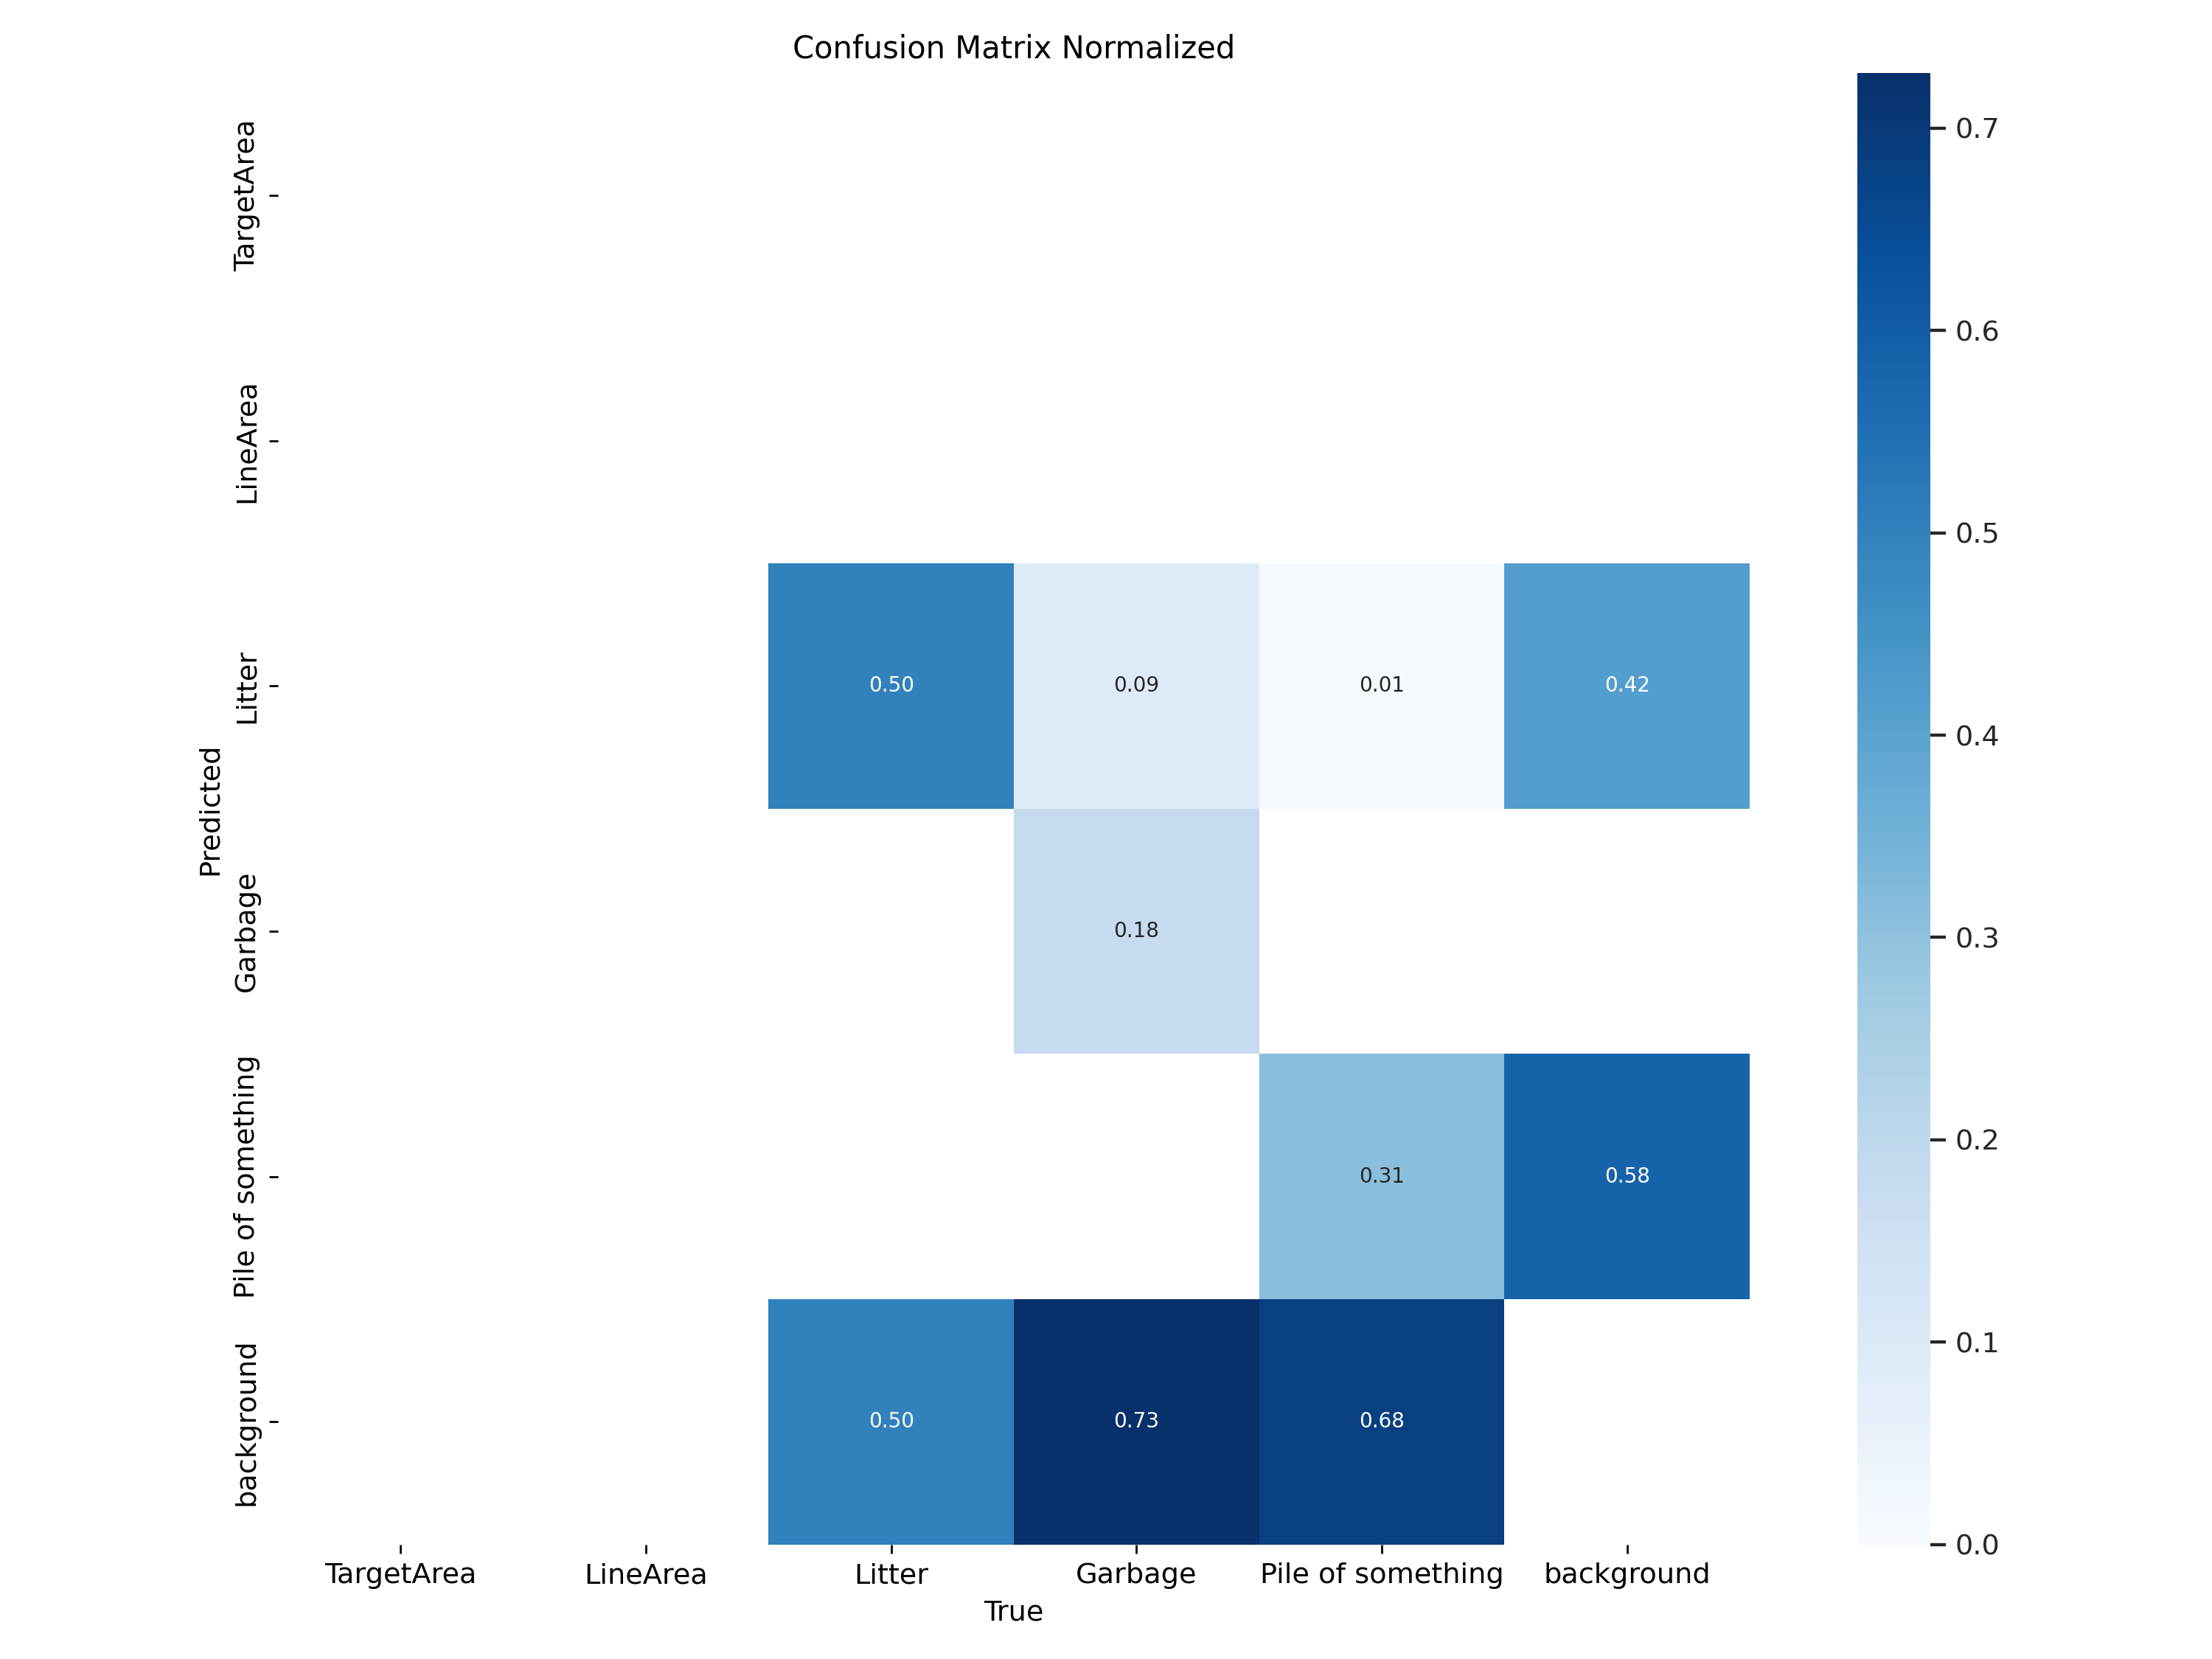 Confusion Matrix Normalized
TargetArea
LineArea
Litter
Garbage
Pile of something
background
Predicted
0.50 0.09 0.01 0.42
0.18
0.31 0.58
0.50 0.73 0.68
TargetArea LineArea Litter Garbage Pile of something background
True
0.7
0.6
0.5
0.4
0.3
0.2
0.1
0.0